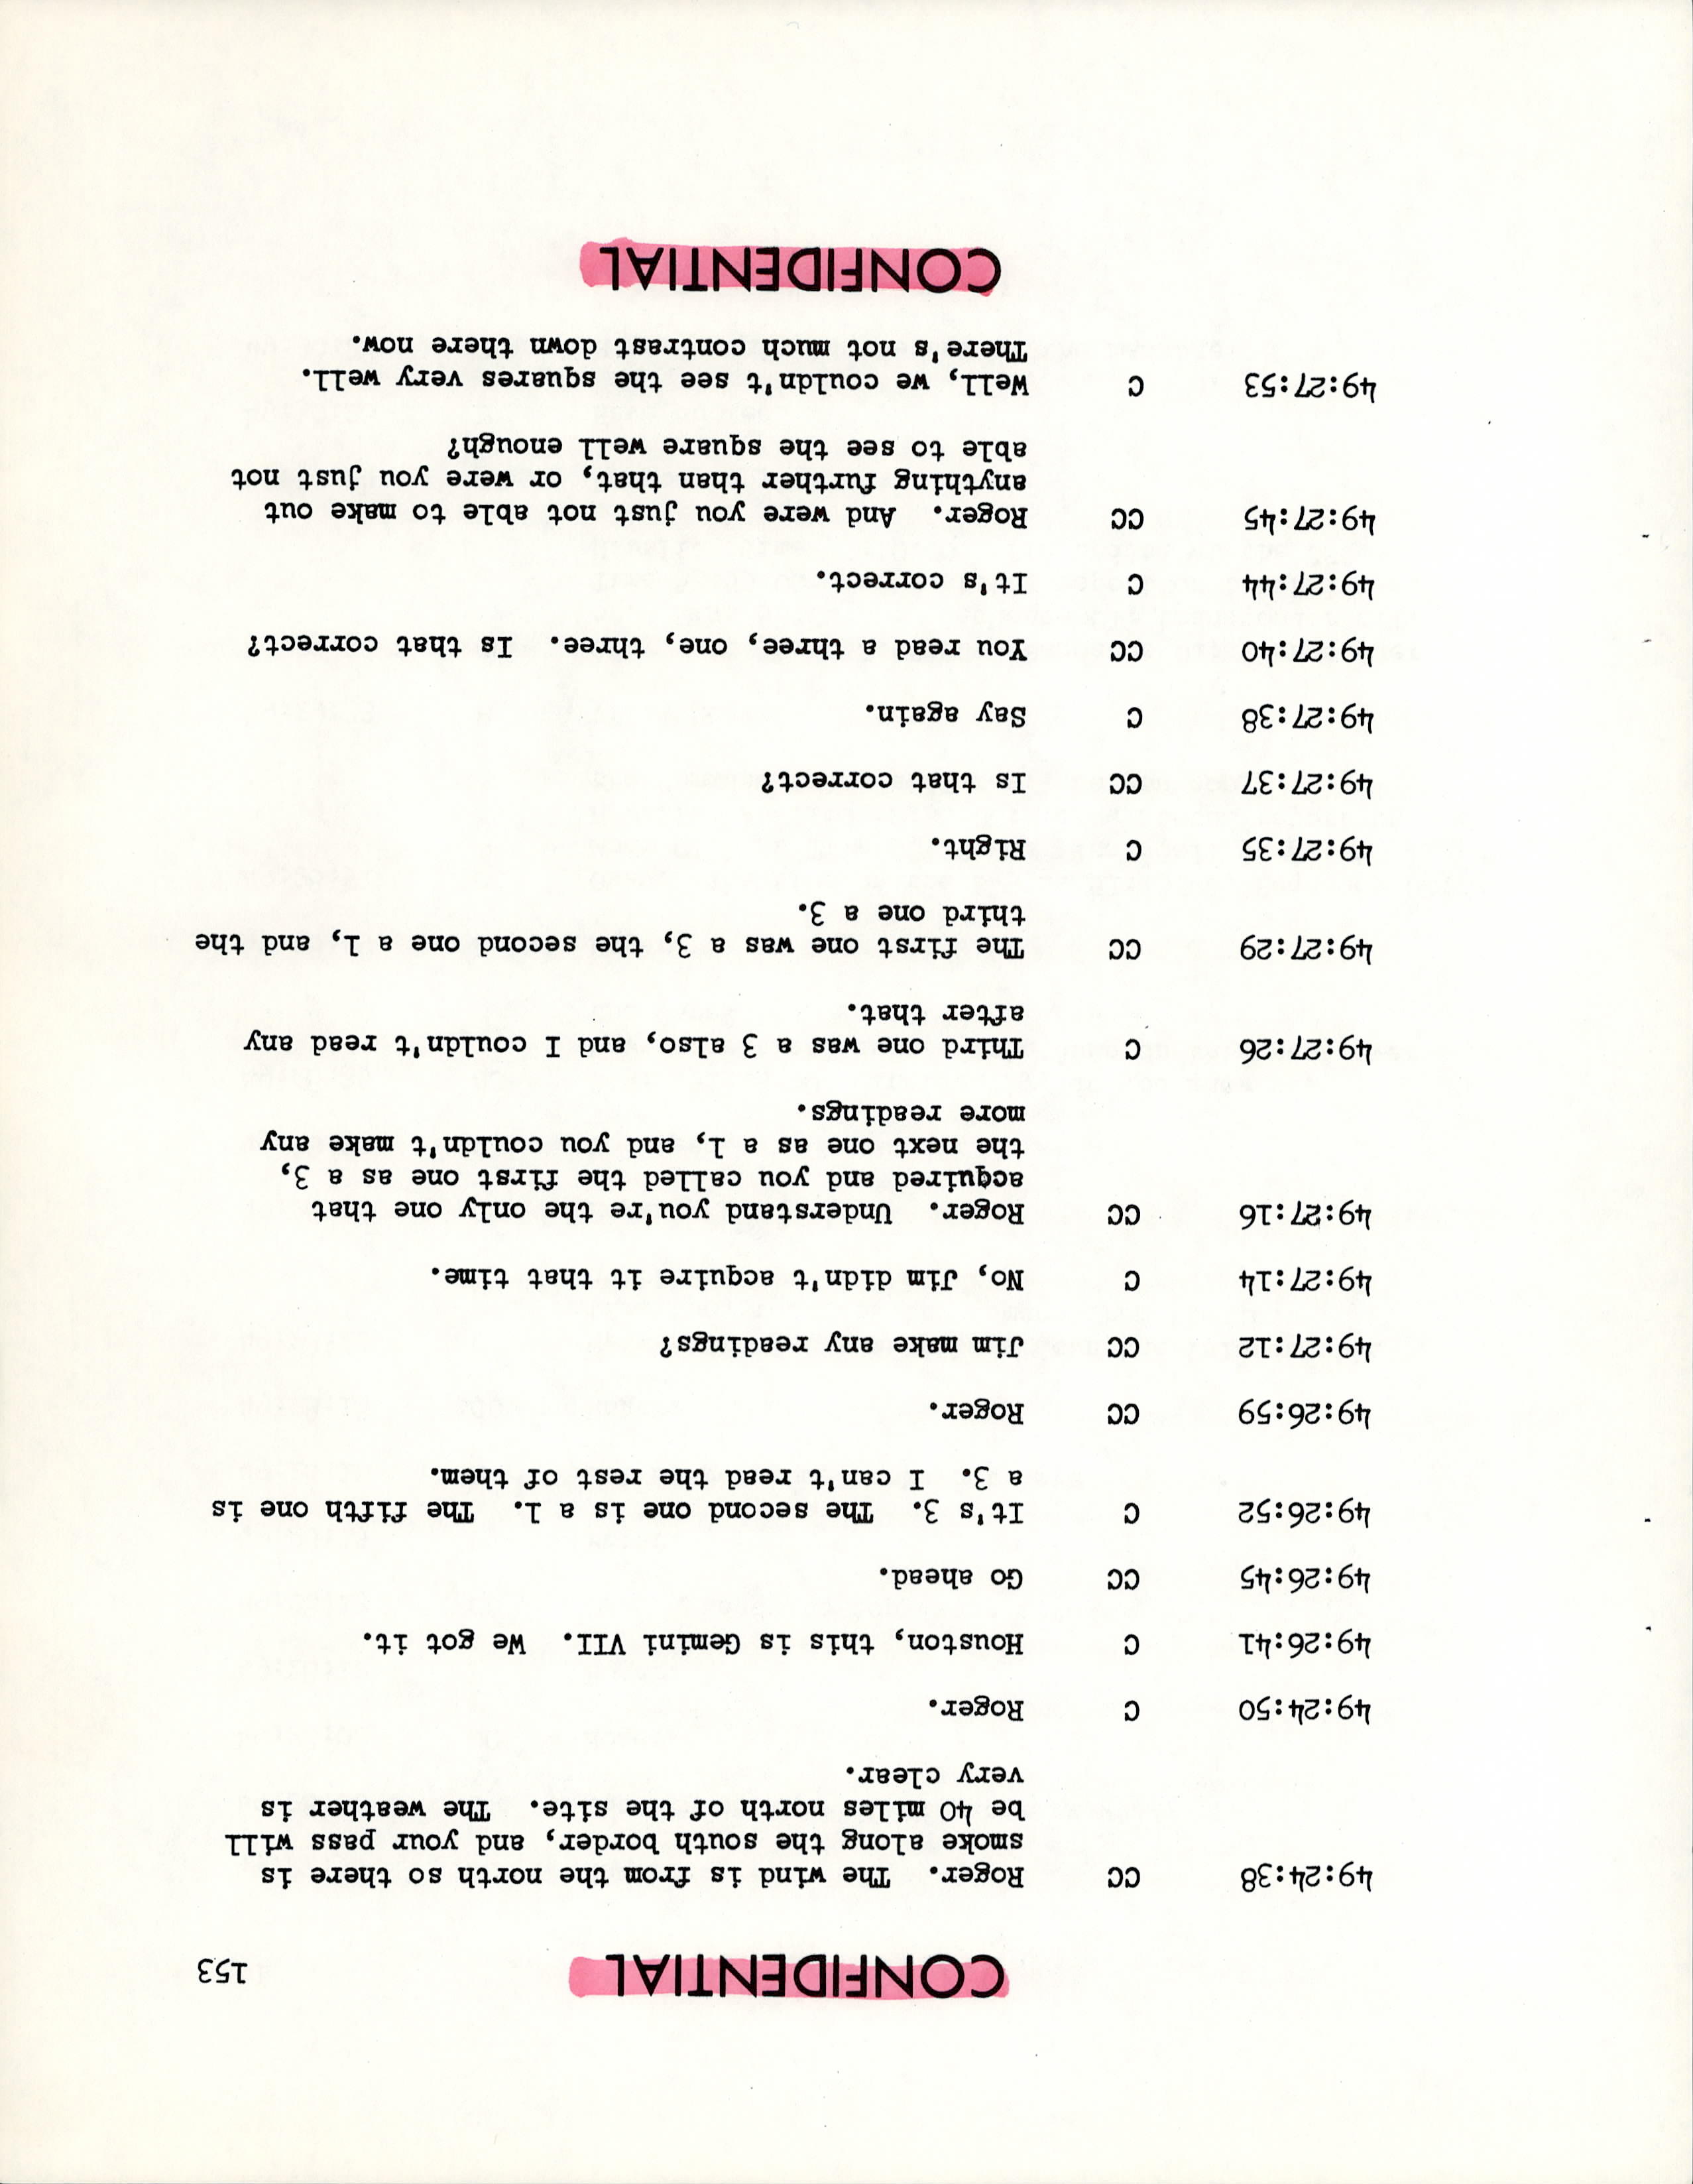 CONFIDENTIAL 153
49:24:38 CC Roger. The wind is from the north so there is
smoke along the south border, and your pass will
be 40 miles north of the site. The weather is
very clear.
49:24:50 C Roger.
49:26:41 C Houston, this is Gemini VII. We got it.
49:26:45 CC Go ahead.
49:26:52 C It's 3. The second one is a 1. The fifth one is
a 3. I can't read the rest of them.
49:26:59 CC Roger.
49:27:12 CC Jim make any readings?
49:27:14 C No, Jim didn't acquire it that time.
49:27:16 CC Roger. Understand you're the only one that
acquired and you called the first one as a 3,
the next one as a 1, and you couldn't make any
more readings.
49:27:26 C Third one was a 3 also, and I couldn't read any
after that.
49:27:29 CC The first one was a 3, the second one a 1, and the
third one a 3.
49:27:35 C Right.
49:27:37 CC Is that correct?
49:27:38 C Say again.
49:27:40 CC You read a three, one, three. Is that correct?
49:27:44 C It's correct.
49:27:45 CC Roger. And were you just not able to make out
anything further than that, or were you just not
able to see the square well enough?
49:27:53 C Well, we couldn't see the squares very well.
There's not much contrast down there now.
CONFIDENTIAL